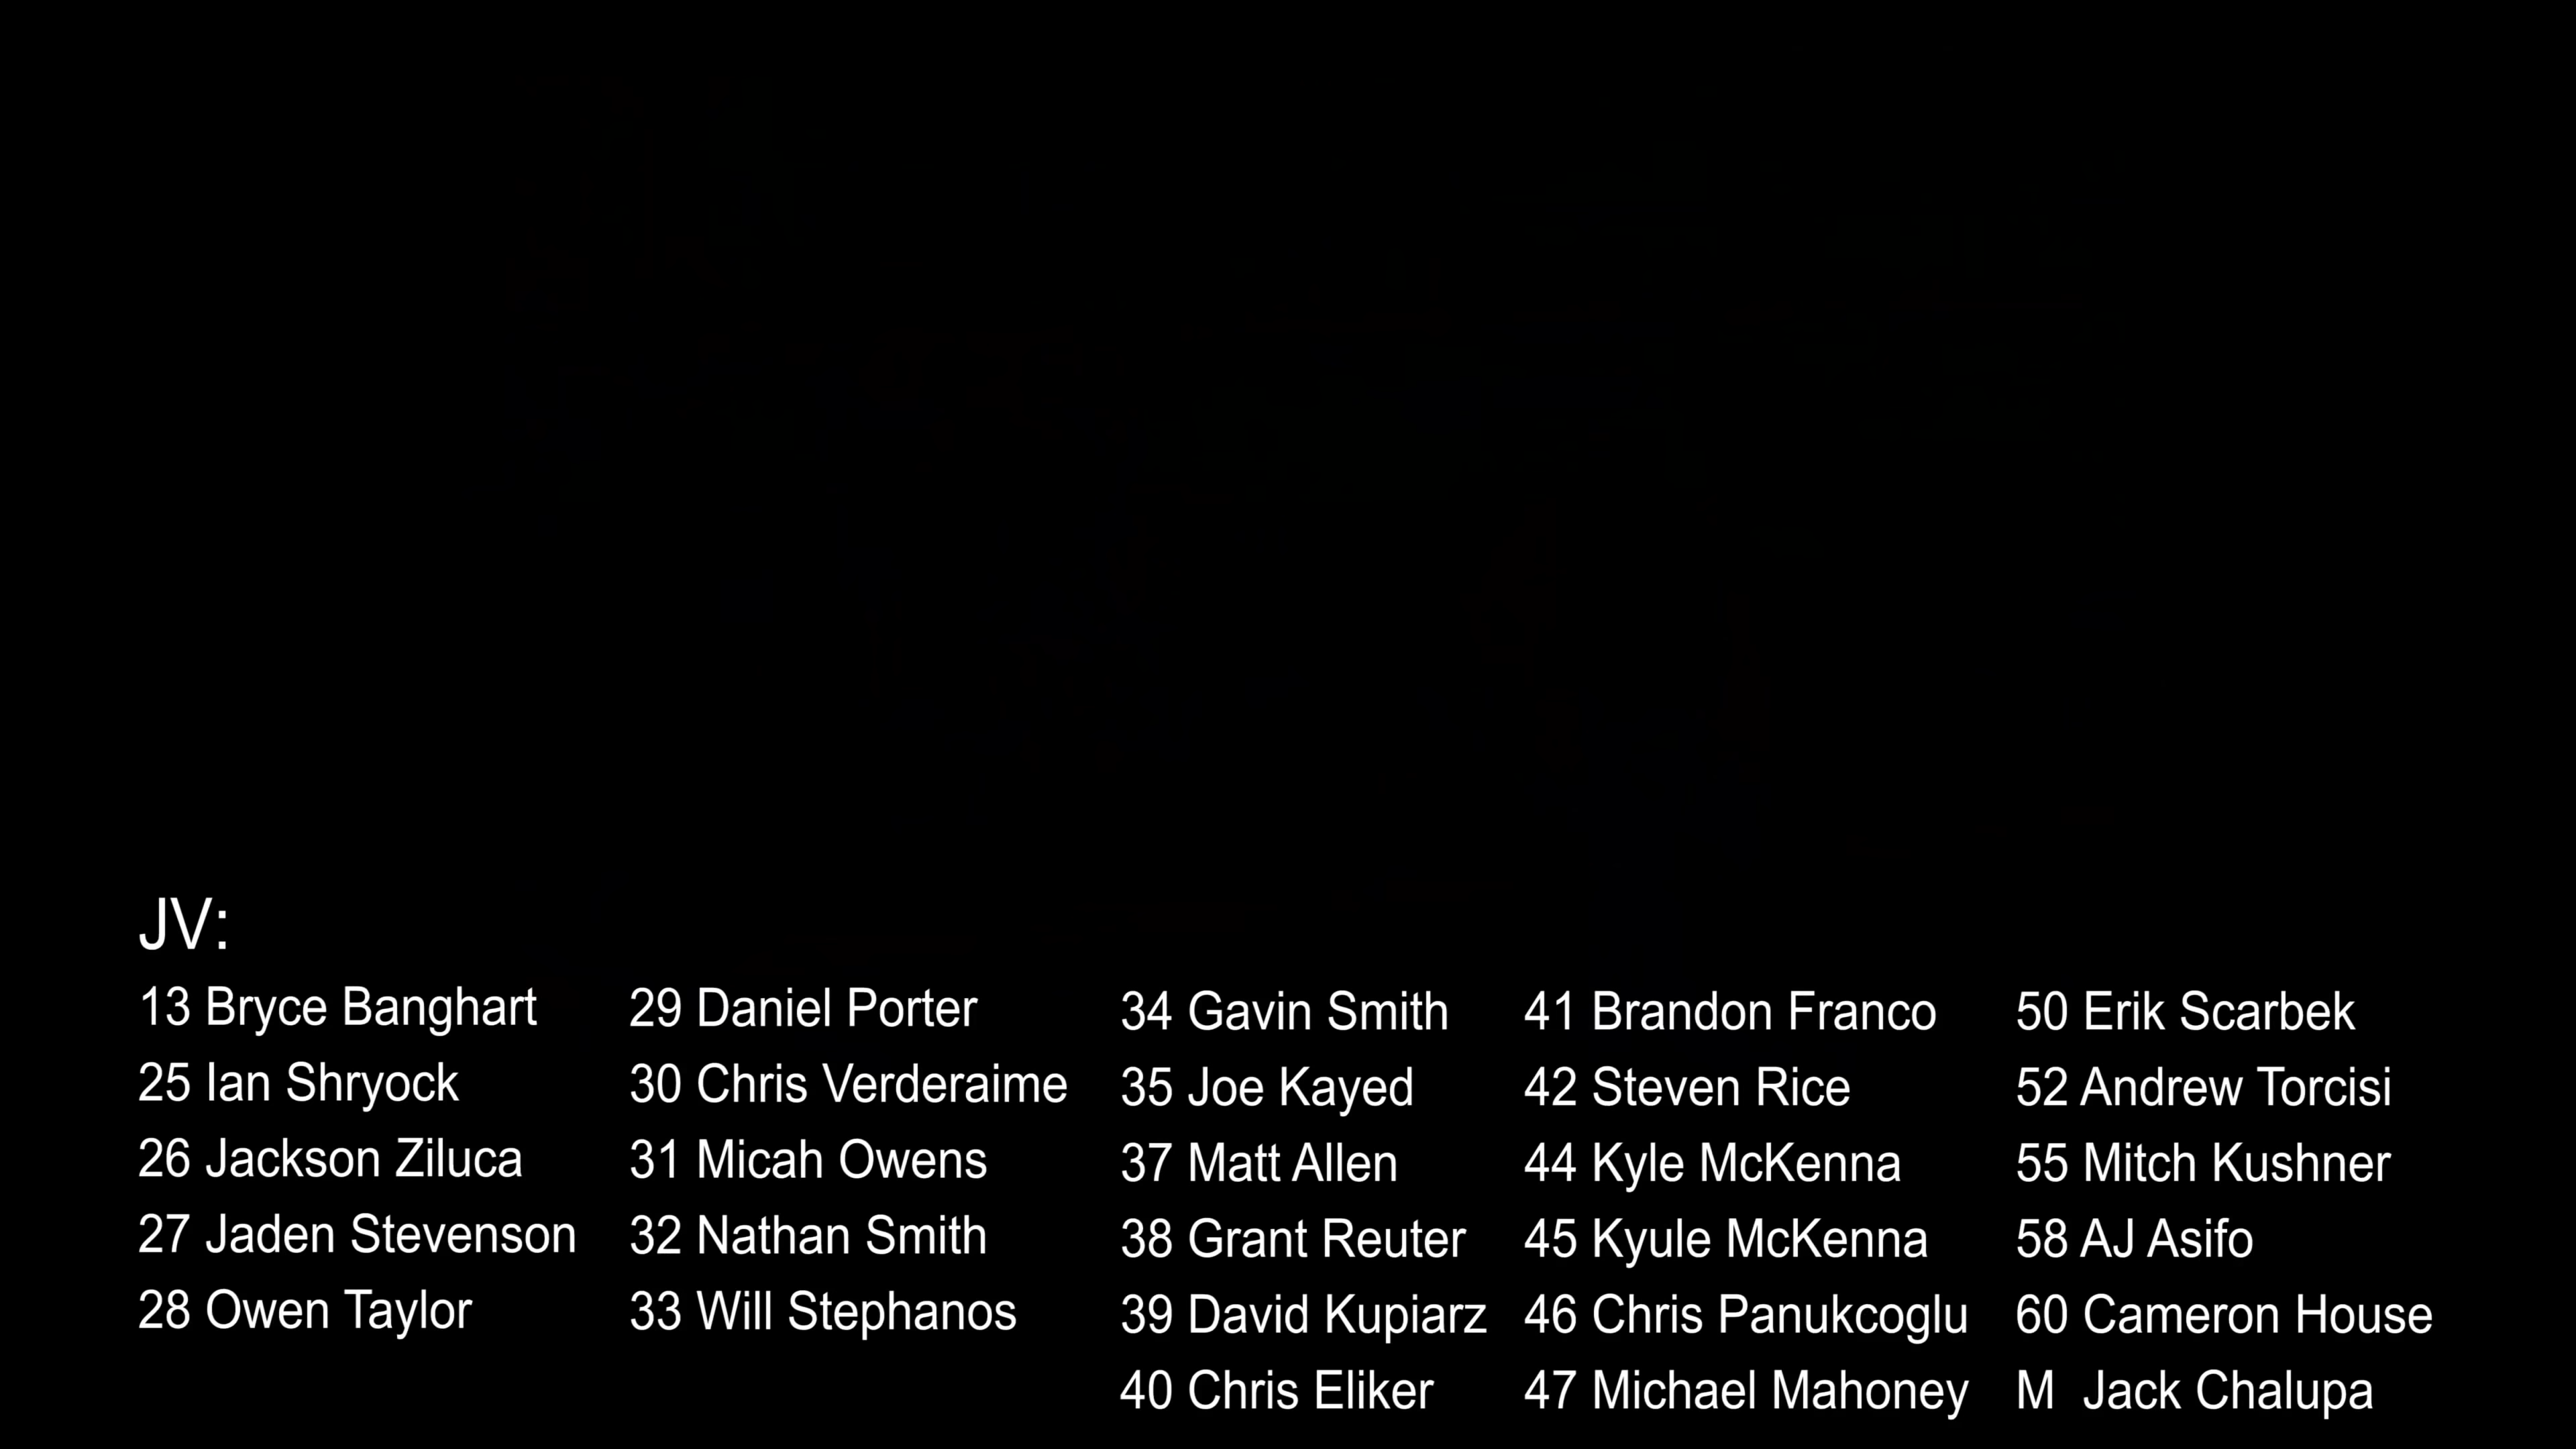 JV:
13 Bryce Banghart
25 Ian Shryock
26 Jackson Ziluca
27 Jaden Stevenson
28 Owen Taylor
29 Daniel Porter
30 Chris Verderaime
31 Micah Owens
32 Nathan Smith
33 Will Stephanos
34 Gavin Smith
35 Joe Kayed
37 Matt Allen
38 Grant Reuter
39 David Kupiarz
40 Chris Eliker
41 Brandon Franco
42 Steven Rice
44 Kyle McKenna
45 Kyule McKenna
46 Chris Panukcoglu
47 Michael Mahoney
50 Erik Scarbek
52 Andrew Torcisi
55 Mitch Kushner
58 AJ Asifo
60 Cameron House
M Jack Chalupa